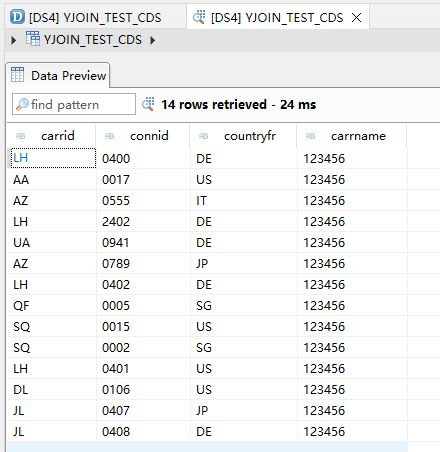 [DS4] YJOIN_TEST_CDS [DS4] YJOIN_TEST_CDS
YJOIN_TEST_CDS
Data Preview
find pattern 14 rows retrieved - 24 ms
carrid connid countryfr carrname
LH 0400 DE 123456
AA 0017 US 123456
AZ 0555 IT 123456
LH 2402 DE 123456
UA 0941 DE 123456
AZ 0789 JP 123456
LH 0402 DE 123456
QF 0005 SG 123456
SQ 0015 US 123456
SQ 0002 SG 123456
LH 0401 US 123456
DL 0106 US 123456
JL 0407 JP 123456
JL 0408 DE 123456